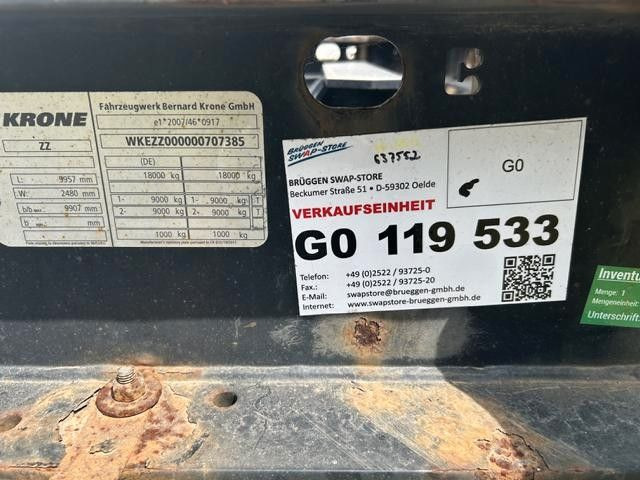 KRONE
ZZ
L: 9957 mm
LW: 2480 mm
b/b 9907 mm
b mm
Fahrzeugwerk Bernard Krone GmbH
e1*2007/46*0917
WKEZZ000000707385
(DE)
18000 kg 18000 kg
1- 9000 kg 1- 9000 kg T
2- 9000 kg 2- 9000 kg T
1000 kg 1000 kg
BRÜGGEN
SWAP-STORE
637552
BRÜGGEN SWAP-STORE
Beckumer Straße 51 • D-59302 Oelde
VERKAUFSEINHEIT
G0 119 533
G0
Telefon: +49 (0)2522 / 93725-0
Fax.: +49 (0)2522 / 93725-20
E-Mail: swapstore@brueggen-gmbh.de
Internet: www.swapstore-brueggen-gmbh.de
Inventu
Menge: 1
Mengeneinheit:
Unterschrift: